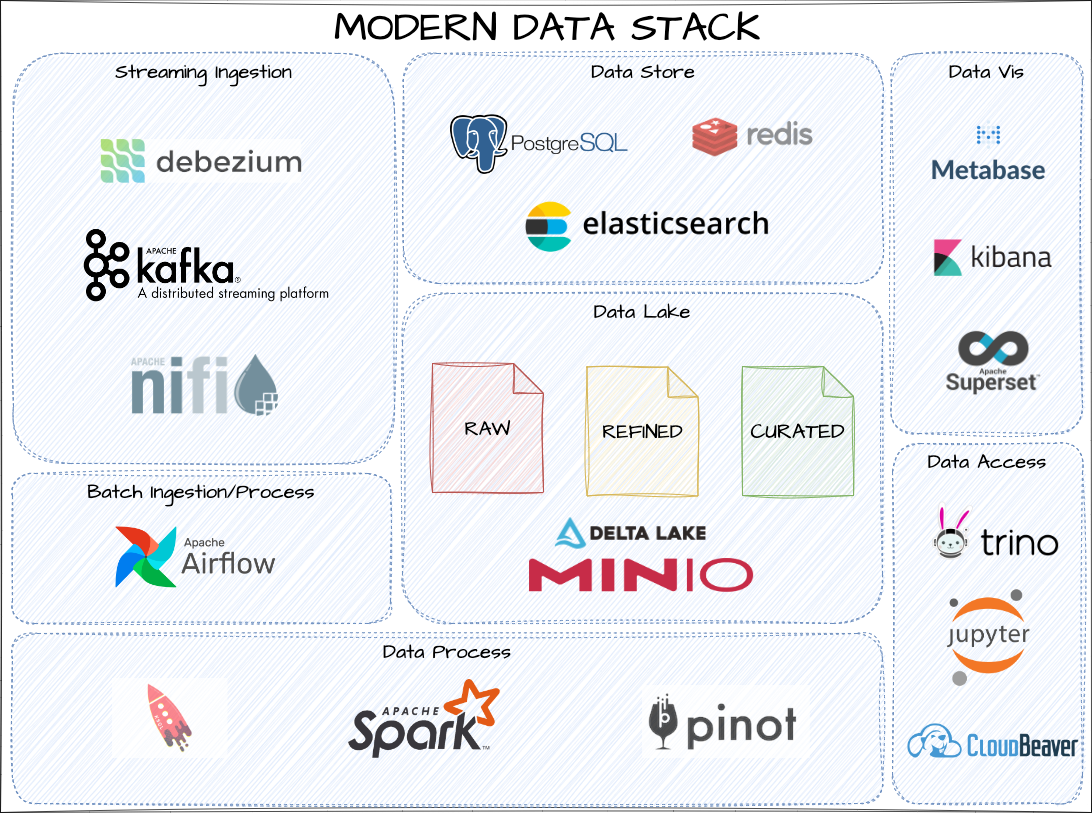 MODERN DATA STACK
Streaming Ingestion
debezium
APACHE
kafka®
A distributed streaming platform
APACHE
nifi
Batch Ingestion/Process
Apache
Airflow
Data Store
PostgreSQL
redis
elasticsearch
Data Lake
RAW
REFINED
CURATED
DELTA LAKE
MINIO
Data Process
APACHE
Spark™
pinot
Data Vis
Metabase
kibana
Apache
Superset™
Data Access
trino
jupyter
CloudBeaver